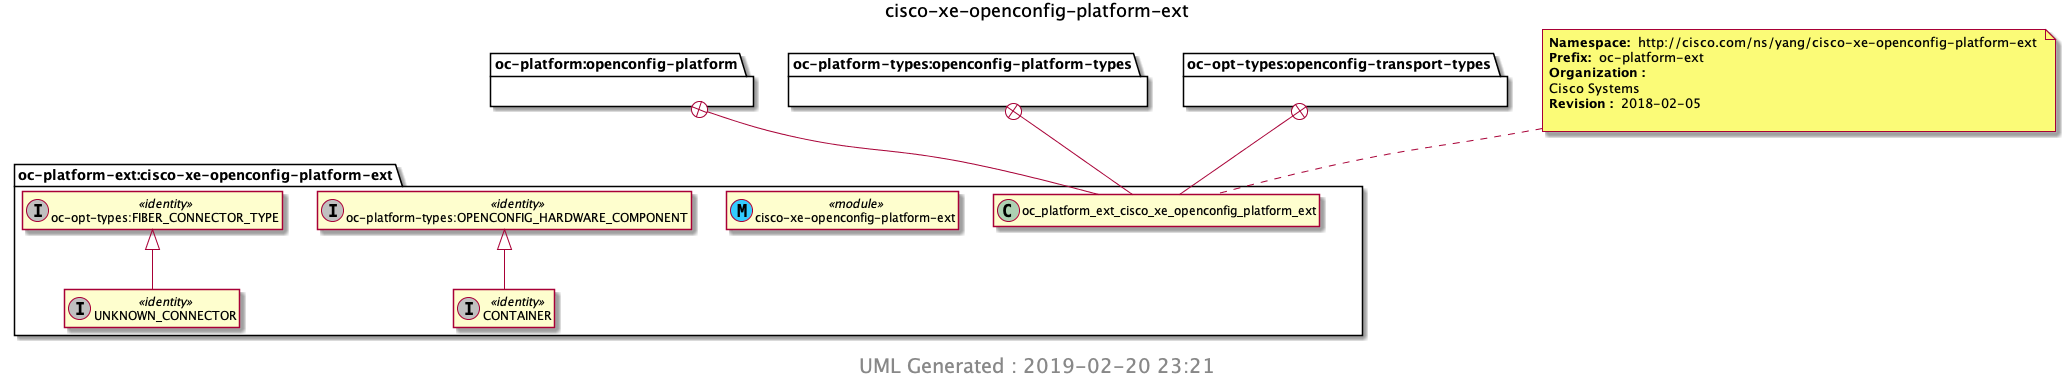 cisco-xe-openconfig-platform-ext
Namespace: http://cisco.com/ns/yang/cisco-xe-openconfig-platform-ext
Prefix: oc-platform-ext
Organization :
Cisco Systems
Revision : 2018-02-05
oc-platform:openconfig-platform
oc-platform-types:openconfig-platform-types
oc-opt-types:openconfig-transport-types
oc-platform-ext:cisco-xe-openconfig-platform-ext
I
«identity»
oc-opt-types:FIBER_CONNECTOR_TYPE
I
«identity»
oc-platform-types:OPENCONFIG_HARDWARE_COMPONENT
M
«module»
cisco-xe-openconfig-platform-ext
C
oc_platform_ext_cisco_xe_openconfig_platform_ext
I
«identity»
UNKNOWN_CONNECTOR
I
«identity»
CONTAINER
UML Generated : 2019-02-20 23:21